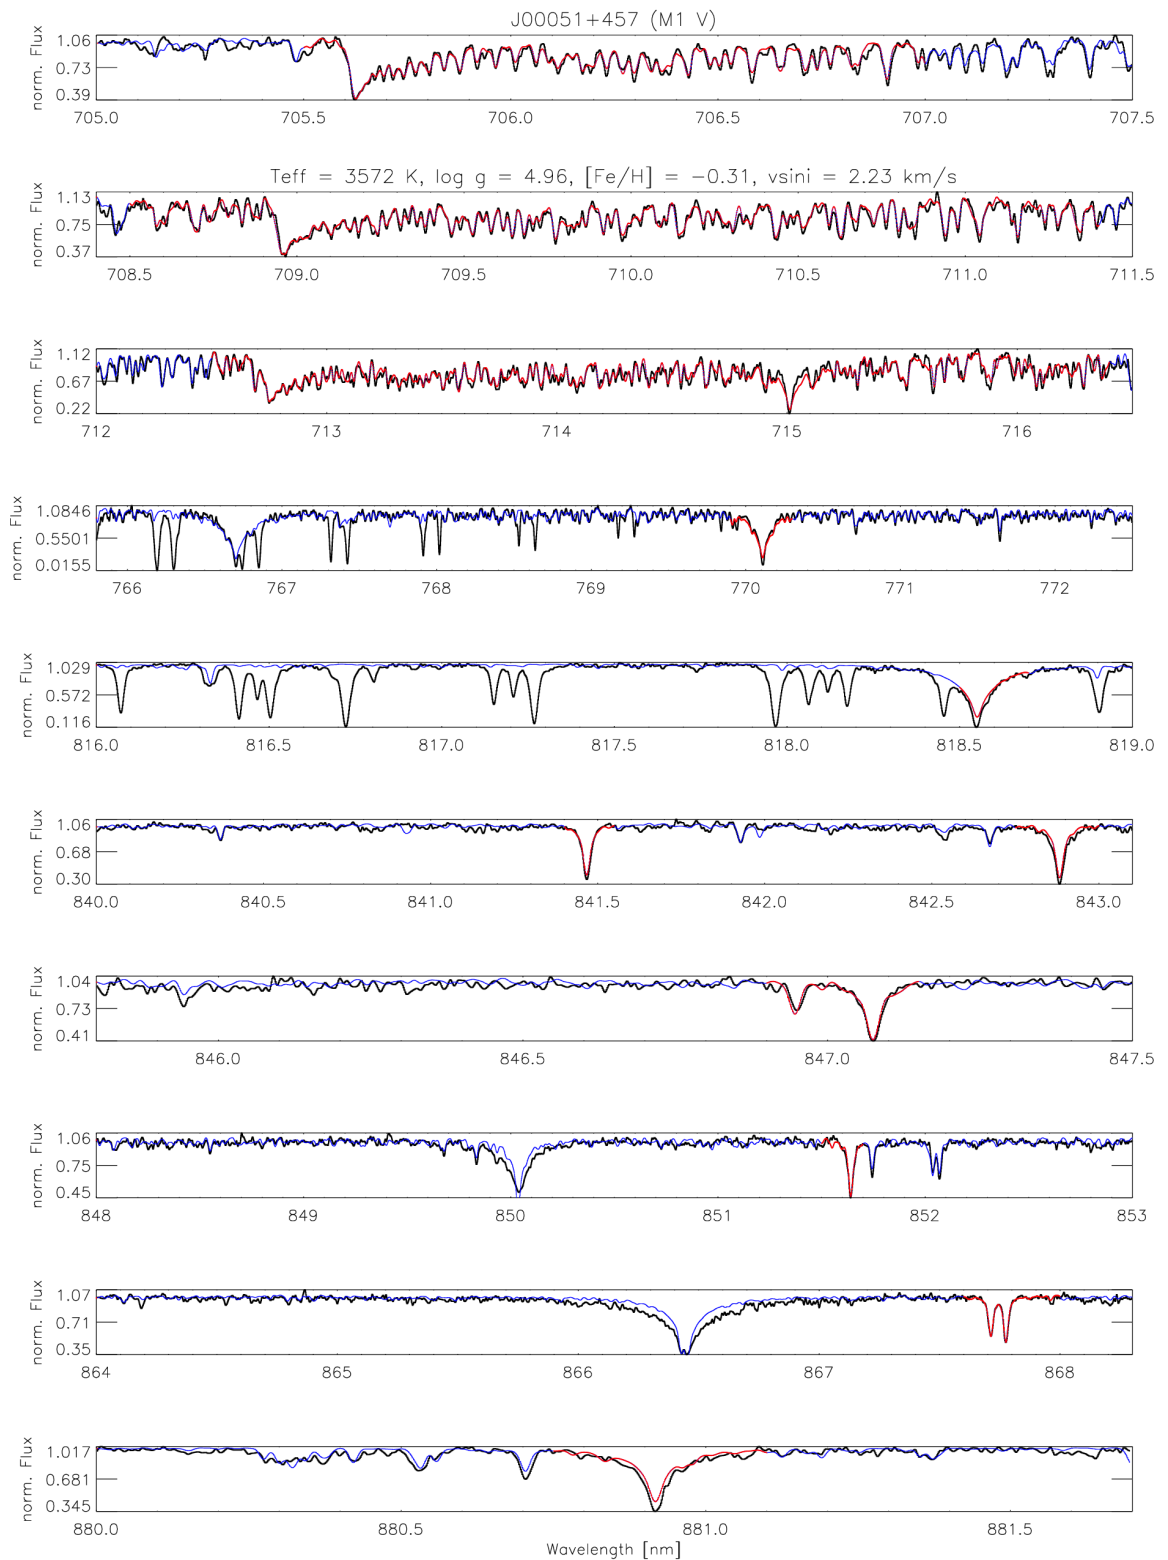 J00051+457 (M1 V)
norm. Flux
1.06
0.73
0.39
705.0 705.5 706.0 706.5 707.0 707.5
Teff = 3572 K, log g = 4.96, [Fe/H] = −0.31, vsini = 2.23 km/s
norm. Flux
1.13
0.75
0.37
708.5 709.0 709.5 710.0 710.5 711.0 711.5
norm. Flux
1.12
0.67
0.22
712 713 714 715 716
norm. Flux
1.0846
0.5501
0.0155
766 767 768 769 770 771 772
norm. Flux
1.029
0.572
0.116
816.0 816.5 817.0 817.5 818.0 818.5 819.0
norm. Flux
1.06
0.68
0.30
840.0 840.5 841.0 841.5 842.0 842.5 843.0
norm. Flux
1.04
0.73
0.41
846.0 846.5 847.0 847.5
norm. Flux
1.06
0.75
0.45
848 849 850 851 852 853
norm. Flux
1.07
0.71
0.35
864 865 866 867 868
norm. Flux
1.017
0.681
0.345
880.0 880.5 881.0 881.5
Wavelength [nm]